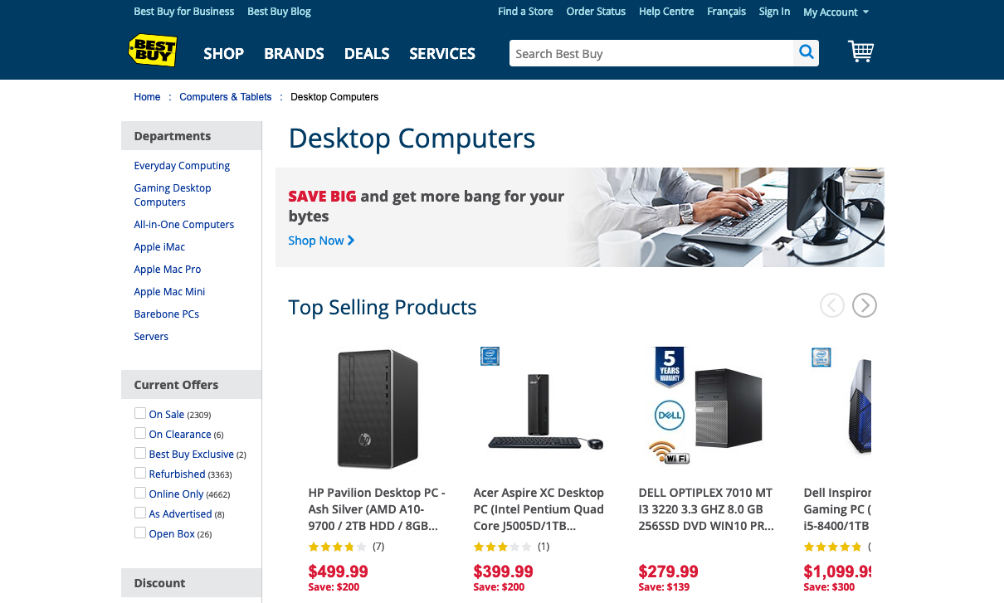 Best Buy for Business Best Buy Blog Find a Store Order Status Help Centre Français Sign In My Account
BEST BUY SHOP BRANDS DEALS SERVICES Search Best Buy
Home : Computers & Tablets : Desktop Computers
Departments
Everyday Computing
Gaming Desktop
Computers
All-in-One Computers
Apple iMac
Apple Mac Pro
Apple Mac Mini
Barebone PCs
Servers
Current Offers
On Sale (2309)
On Clearance (6)
Best Buy Exclusive (2)
Refurbished (3363)
Online Only (4662)
As Advertised (8)
Open Box (26)
Discount
Desktop Computers
SAVE BIG and get more bang for your
bytes
Shop Now
Top Selling Products
HP Pavilion Desktop PC -
Ash Silver (AMD A10-
9700 / 2TB HDD / 8GB...
(7)
$499.99
Save: $200
Acer Aspire XC Desktop
PC (Intel Pentium Quad
Core J5005D/1TB...
(1)
$399.99
Save: $200
5
YEARS
WARRANTY
DELL
Wi Fi
DELL OPTIPLEX 7010 MT
I3 3220 3.3 GHZ 8.0 GB
256SSD DVD WIN10 PR...
$279.99
Save: $139
Dell Inspiror
Gaming PC (
i5-8400/1TB
(
$1,099.99
Save: $300